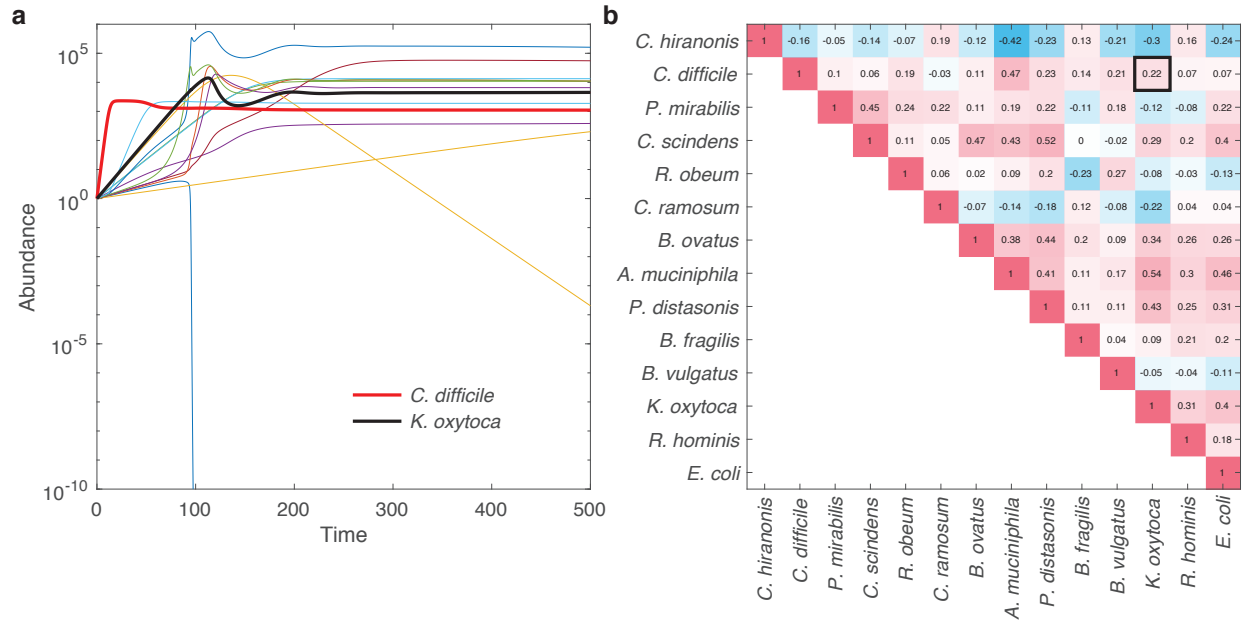 a
10^5
10^0
10^-5
10^-10
Abundance
0
100
200
300
400
500
Time
C. difficile
K. oxytoca
b
C. hiranonis 1 -0.16 -0.05 -0.14 -0.07 0.19 -0.12 -0.42 -0.23 0.13 -0.21 -0.3 0.16 -0.24
C. difficile 1 0.1 0.06 0.19 -0.03 0.11 0.47 0.23 0.14 0.21 0.22 0.07 0.07
P. mirabilis 1 0.45 0.24 0.22 0.11 0.19 0.22 -0.11 0.18 -0.12 -0.08 0.22
C. scindens 1 0.11 0.05 0.47 0.43 0.52 0 -0.02 0.29 0.2 0.4
R. obeum 1 0.06 0.02 0.09 0.2 -0.23 0.27 -0.08 -0.03 -0.13
C. ramosum 1 -0.07 -0.14 -0.18 0.12 -0.08 -0.22 0.04 0.04
B. ovatus 1 0.38 0.44 0.2 0.09 0.34 0.26 0.26
A. muciniphila 1 0.41 0.11 0.17 0.54 0.3 0.46
P. distasonis 1 0.11 0.11 0.43 0.25 0.31
B. fragilis 1 0.04 0.09 0.21 0.2
B. vulgatus 1 -0.05 -0.04 -0.11
K. oxytoca 1 0.31 0.4
R. hominis 1 0.18
E. coli 1
C. hiranonis
C. difficile
P. mirabilis
C. scindens
R. obeum
C. ramosum
B. ovatus
A. muciniphila
P. distasonis
B. fragilis
B. vulgatus
K. oxytoca
R. hominis
E. coli